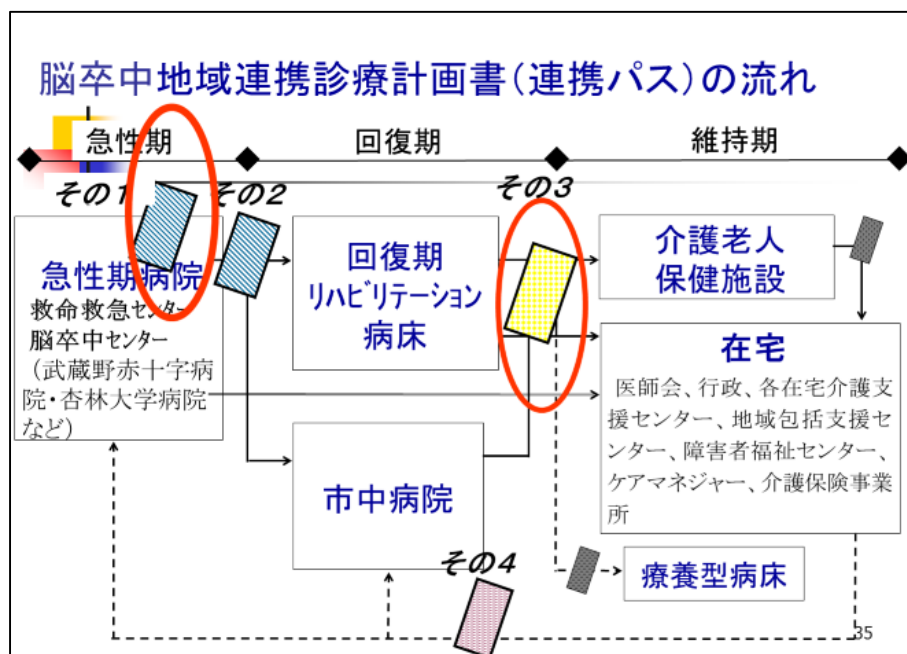 脳卒中地域連携診療計画書（連携パス）の流れ
急性期
回復期
維持期
その1
その2
その3
急性期病院
救命救急センター
脳卒中センター
（武蔵野赤十字病
院・杏林大学病院
など）
回復期
リハビリテーション
病床
介護老人
保健施設
在宅
医師会、行政、各在宅介護支
援センター、地域包括支援セ
ンター、障害者福祉センター、
ケアマネジャー、介護保険事業
所
市中病院
その4
療養型病床
35